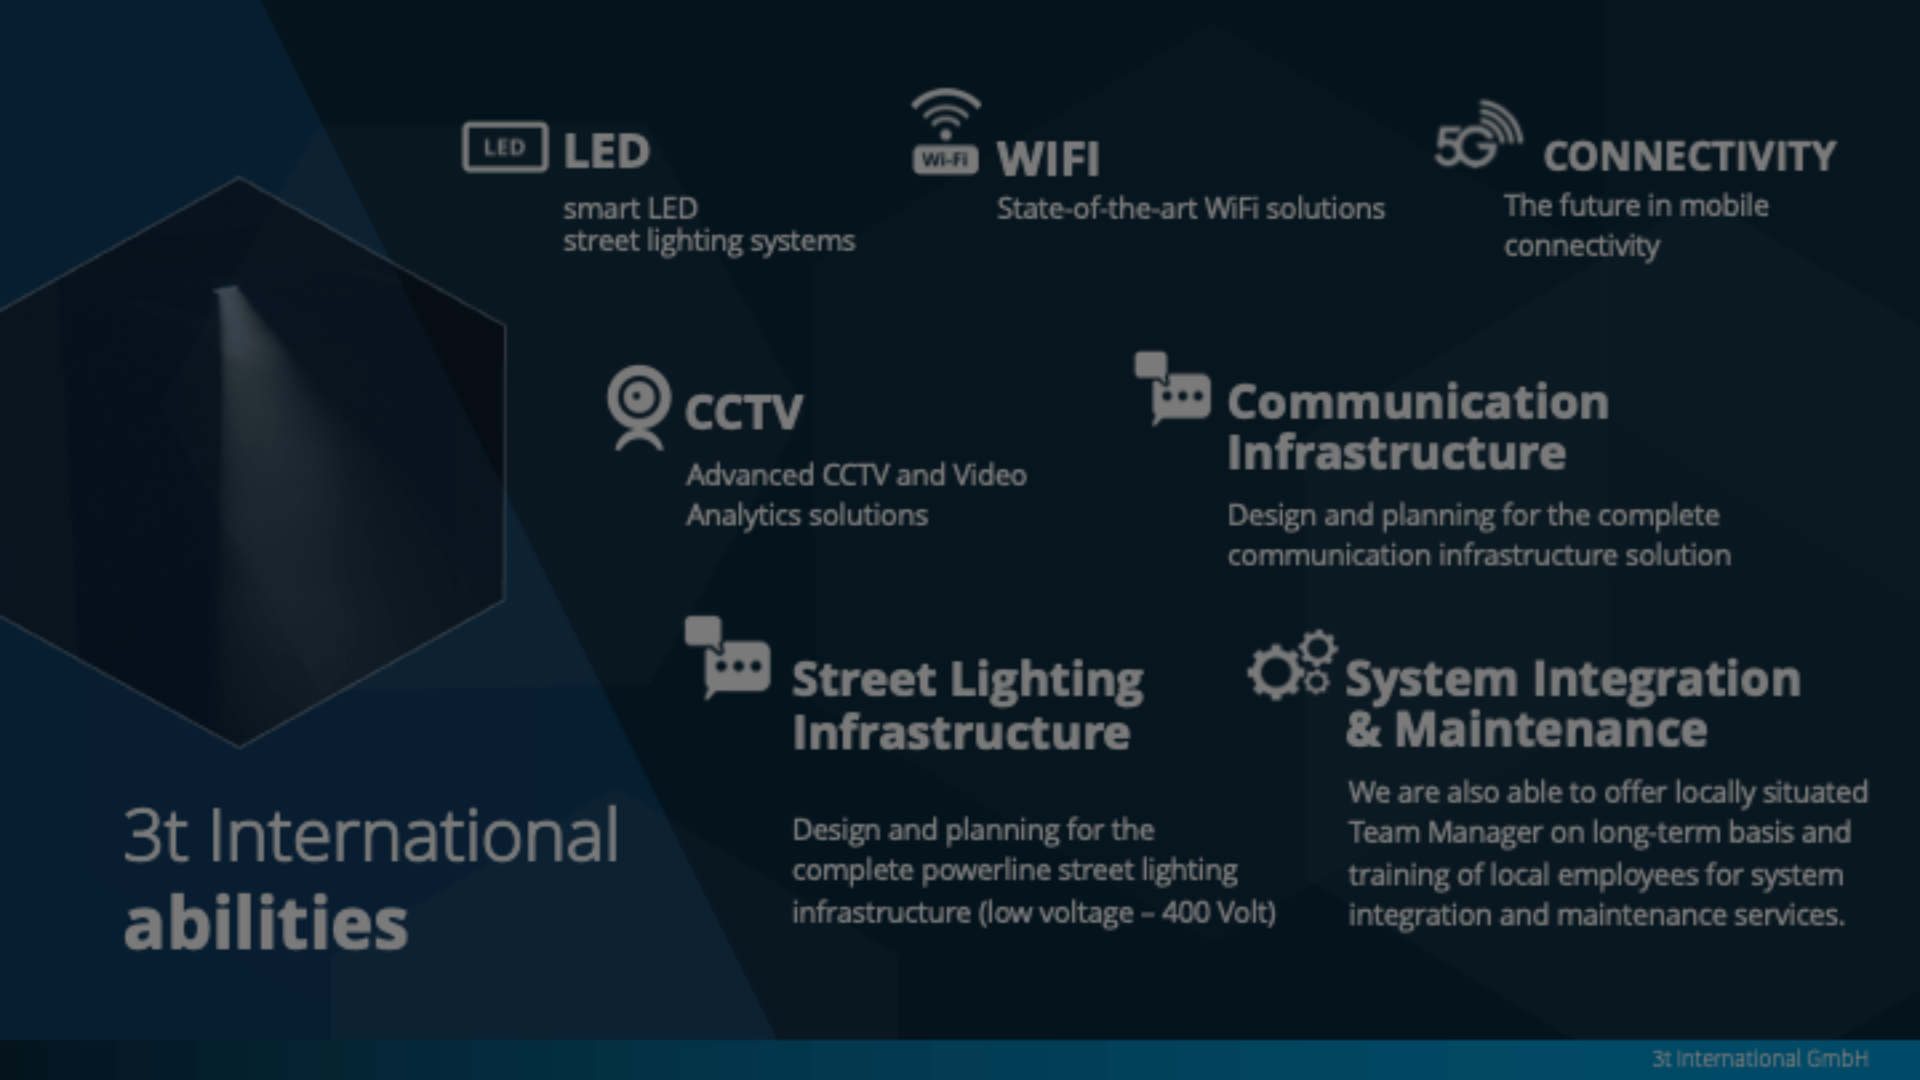 LED
LED
smart LED
street lighting systems
Wi-Fi
WIFI
State-of-the-art WiFi solutions
5G
CONNECTIVITY
The future in mobile
connectivity
CCTV
Advanced CCTV and Video
Analytics solutions
Communication
Infrastructure
Design and planning for the complete
communication infrastructure solution
Street Lighting
Infrastructure
Design and planning for the
complete powerline street lighting
infrastructure (low voltage – 400 Volt)
System Integration
& Maintenance
We are also able to offer locally situated
Team Manager on long-term basis and
training of local employees for system
integration and maintenance services.
3t International
abilities
3t International GmbH